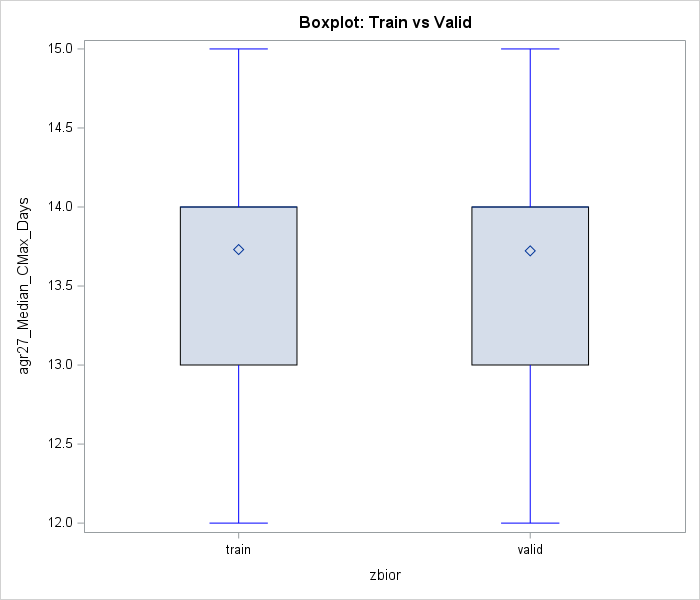 Boxplot: Train vs Valid
15.0
14.5
14.0
13.5
13.0
12.5
12.0
agr27_Median_CMax_Days
train
valid
zbior